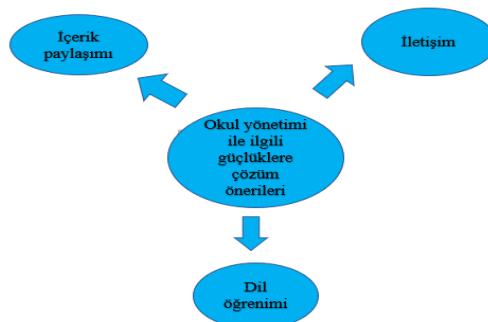 İçerik
paylaşımı
İletişim
Okul yönetimi
ile ilgili
güçlüklere
çözüm
önerileri
Dil
öğrenimi